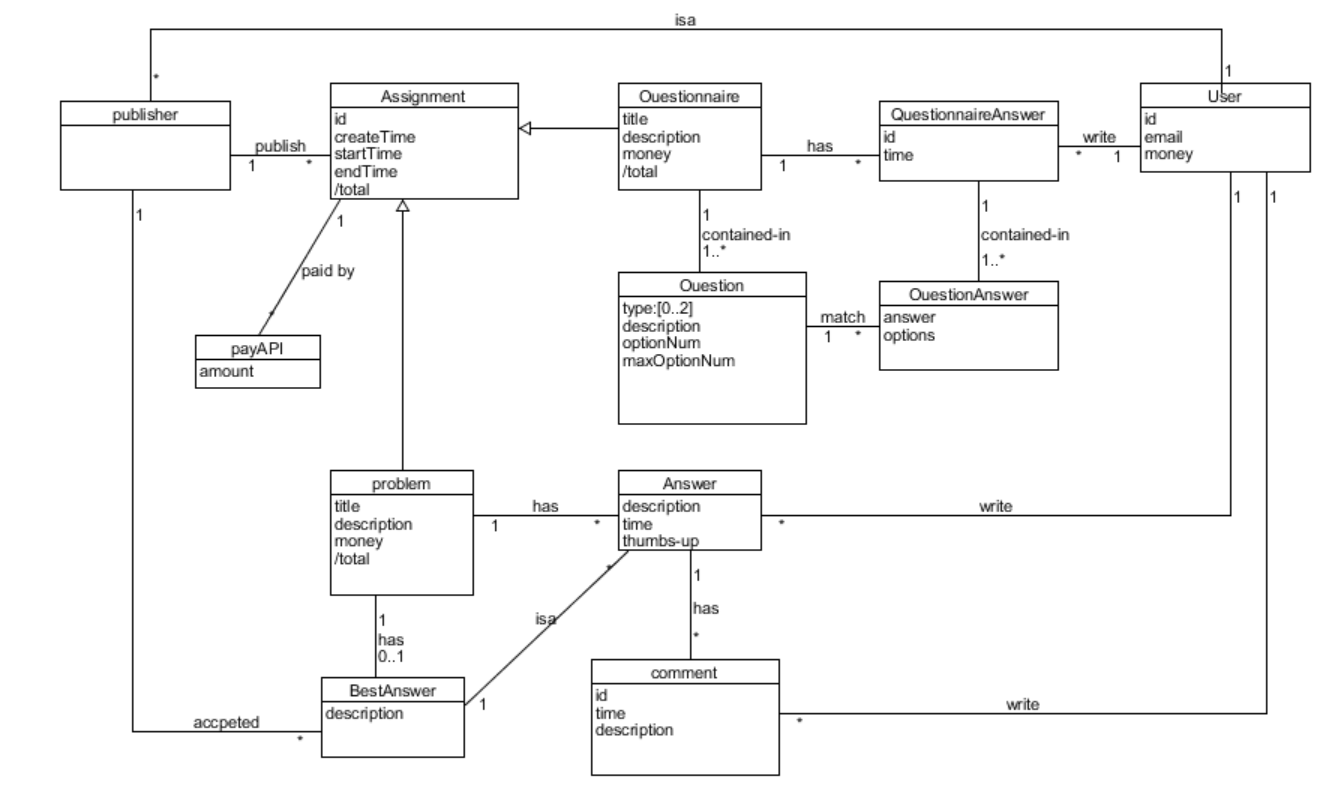 isa
*
1
publisher
Assignment
id
createTime
startTime
endTime
/total
Ouestionnaire
title
description
money
/total
QuestionnaireAnswer
id
time
User
id
email
money
publish
1
*
has
1
*
write
*
1
1
1
paid by
*
payAPI
amount
1
contained-in
1..*
1
contained-in
1..*
1
1
Ouestion
type:[0..2]
description
optionNum
maxOptionNum
match
1
*
OuestionAnswer
answer
options
problem
title
description
money
/total
has
1
*
Answer
description
time
thumbs-up
write
*
1
has
0..1
isa
*
1
1
has
*
BestAnswer
description
accpeted
*
comment
id
time
description
write
*